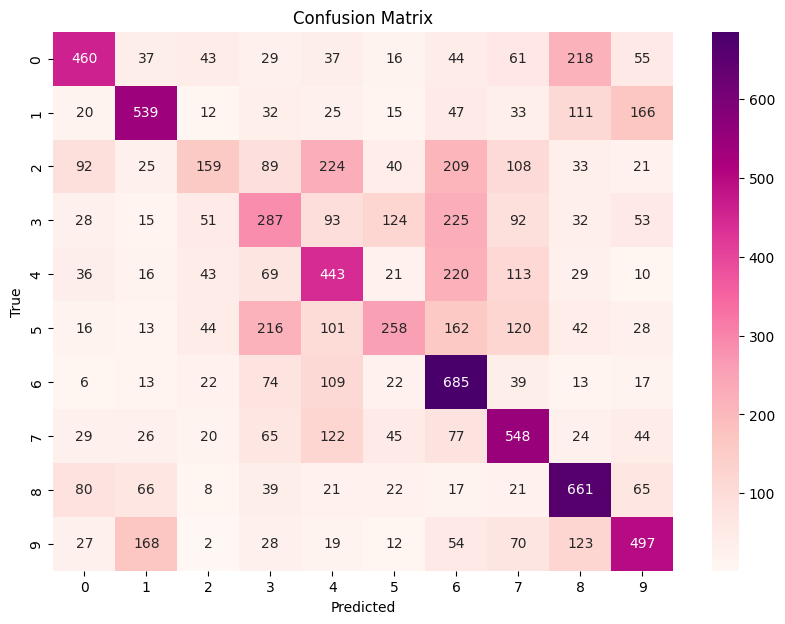 Confusion Matrix
0 460 37 43 29 37 16 44 61 218 55
1 20 539 12 32 25 15 47 33 111 166
2 92 25 159 89 224 40 209 108 33 21
3 28 15 51 287 93 124 225 92 32 53
4 36 16 43 69 443 21 220 113 29 10
5 16 13 44 216 101 258 162 120 42 28
6 6 13 22 74 109 22 685 39 13 17
7 29 26 20 65 122 45 77 548 24 44
8 80 66 8 39 21 22 17 21 661 65
9 27 168 2 28 19 12 54 70 123 497
0 1 2 3 4 5 6 7 8 9
Predicted
True
600
500
400
300
200
100